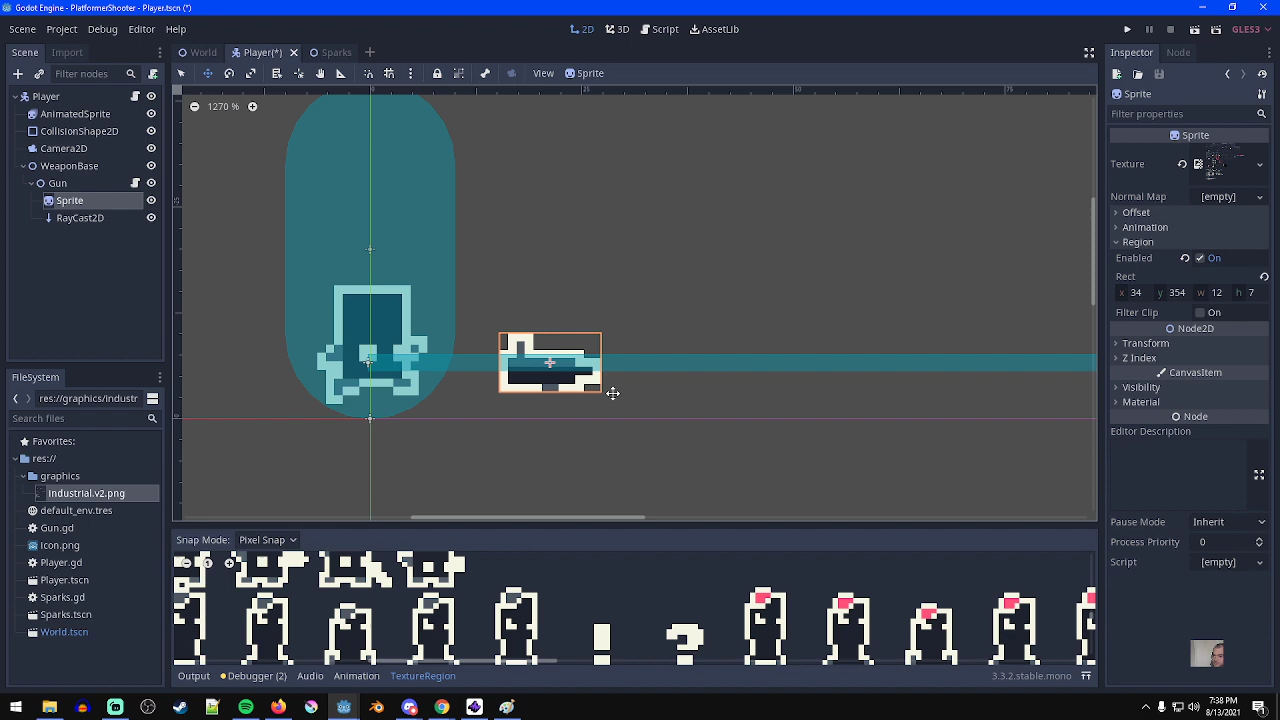 Godot Engine - PlatformerShooter - Player.tscn (*)
Scene Project Debug Editor Help
2D 3D Script AssetLib
GLES3
Scene Import
World Player(*) Sparks
Inspector Node
Filter nodes
View Sprite
Player
AnimatedSprite
CollisionShape2D
Camera2D
WeaponBase
Gun
Sprite
RayCast2D
1270 %
0 25 50 75
25
0
Sprite
Filter properties
Sprite
Texture
Normal Map [empty]
Offset
Animation
Region
Enabled On
Rect
x 34 y 354 w 12 h 7
Filter Clip On
Node2D
Transform
Z Index
CanvasItem
Visibility
Material
Node
Editor Description
Pause Mode Inherit
Process Priority 0
Script [empty]
FileSystem
res://graphics/industr
Search files
Favorites:
res://
graphics
industrial.v2.png
default_env.tres
Gun.gd
icon.png
Player.gd
Player.tscn
Sparks.gd
Sparks.tscn
World.tscn
Snap Mode: Pixel Snap
Output Debugger (2) Audio Animation TextureRegion
3.3.2.stable.mono
7:38 PM
8/13/2021